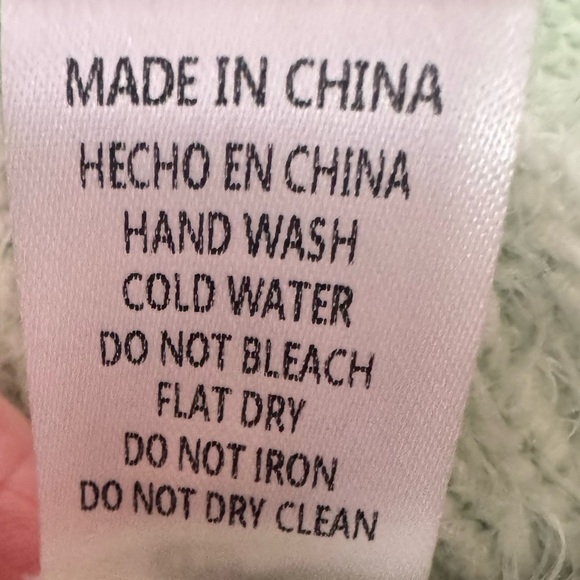 MADE IN CHINA
HECHO EN CHINA
HAND WASH
COLD WATER
DO NOT BLEACH
FLAT DRY
DO NOT IRON
DO NOT DRY CLEAN